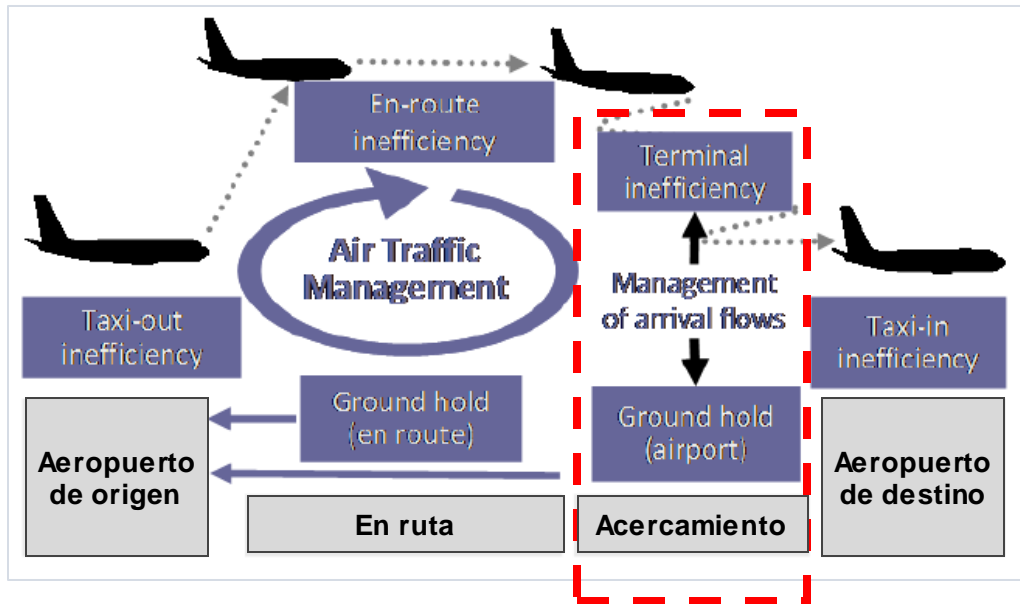 En-route
inefficiency
Terminal
inefficiency
Air Traffic
Management
Management
of arrival flows
Taxi-out
inefficiency
Taxi-in
inefficiency
Ground hold
(en route)
Ground hold
(airport)
Aeropuerto
de origen
En ruta
Acercamiento
Aeropuerto
de destino